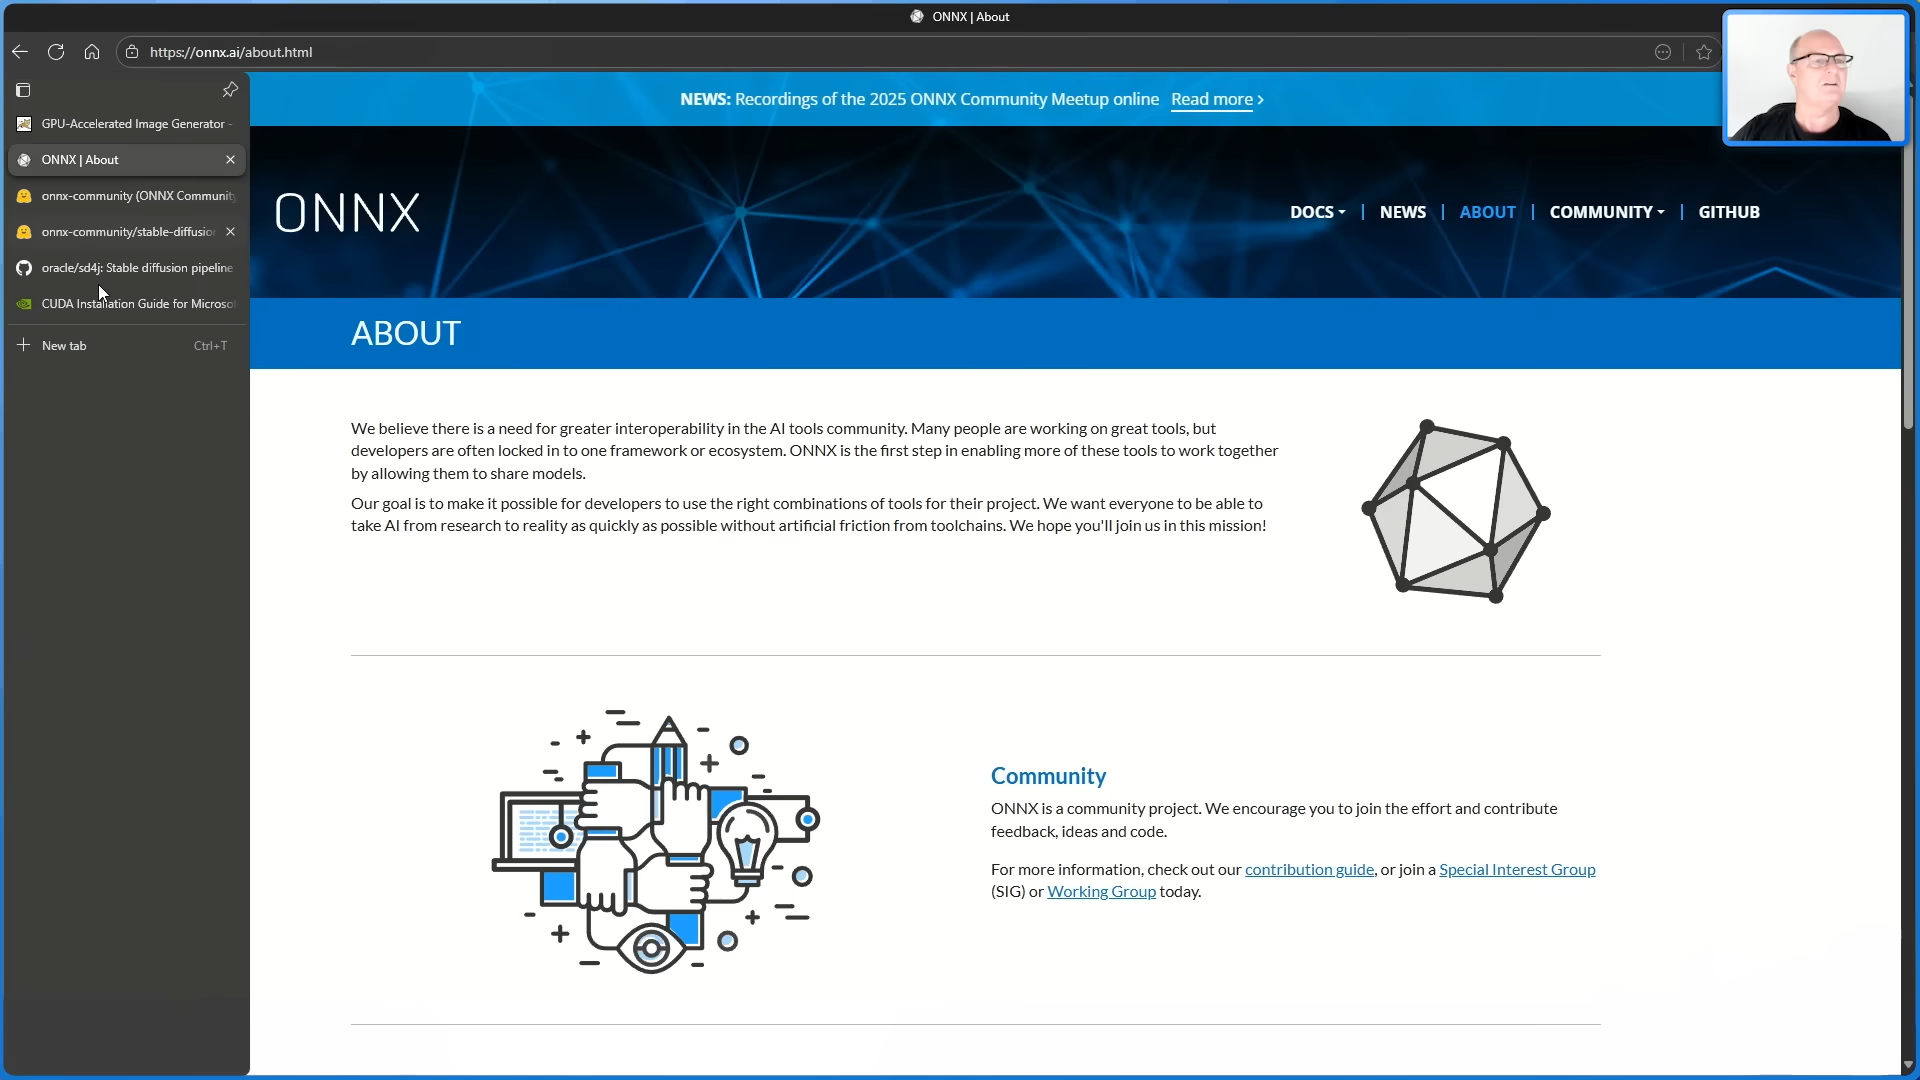 ONNX | About
https://onnx.ai/about.html
GPU-Accelerated Image Generator -
ONNX | About
onnx-community (ONNX Community
onnx-community/stable-diffusion
oracle/sd4j: Stable diffusion pipeline
CUDA Installation Guide for Microso
New tab Ctrl+T
NEWS: Recordings of the 2025 ONNX Community Meetup online Read more >
ONNX
DOCS | NEWS | ABOUT | COMMUNITY | GITHUB
ABOUT
We believe there is a need for greater interoperability in the AI tools community. Many people are working on great tools, but
developers are often locked in to one framework or ecosystem. ONNX is the first step in enabling more of these tools to work together
by allowing them to share models.
Our goal is to make it possible for developers to use the right combinations of tools for their project. We want everyone to be able to
take AI from research to reality as quickly as possible without artificial friction from toolchains. We hope you'll join us in this mission!
Community
ONNX is a community project. We encourage you to join the effort and contribute
feedback, ideas and code.
For more information, check out our contribution guide, or join a Special Interest Group
(SIG) or Working Group today.